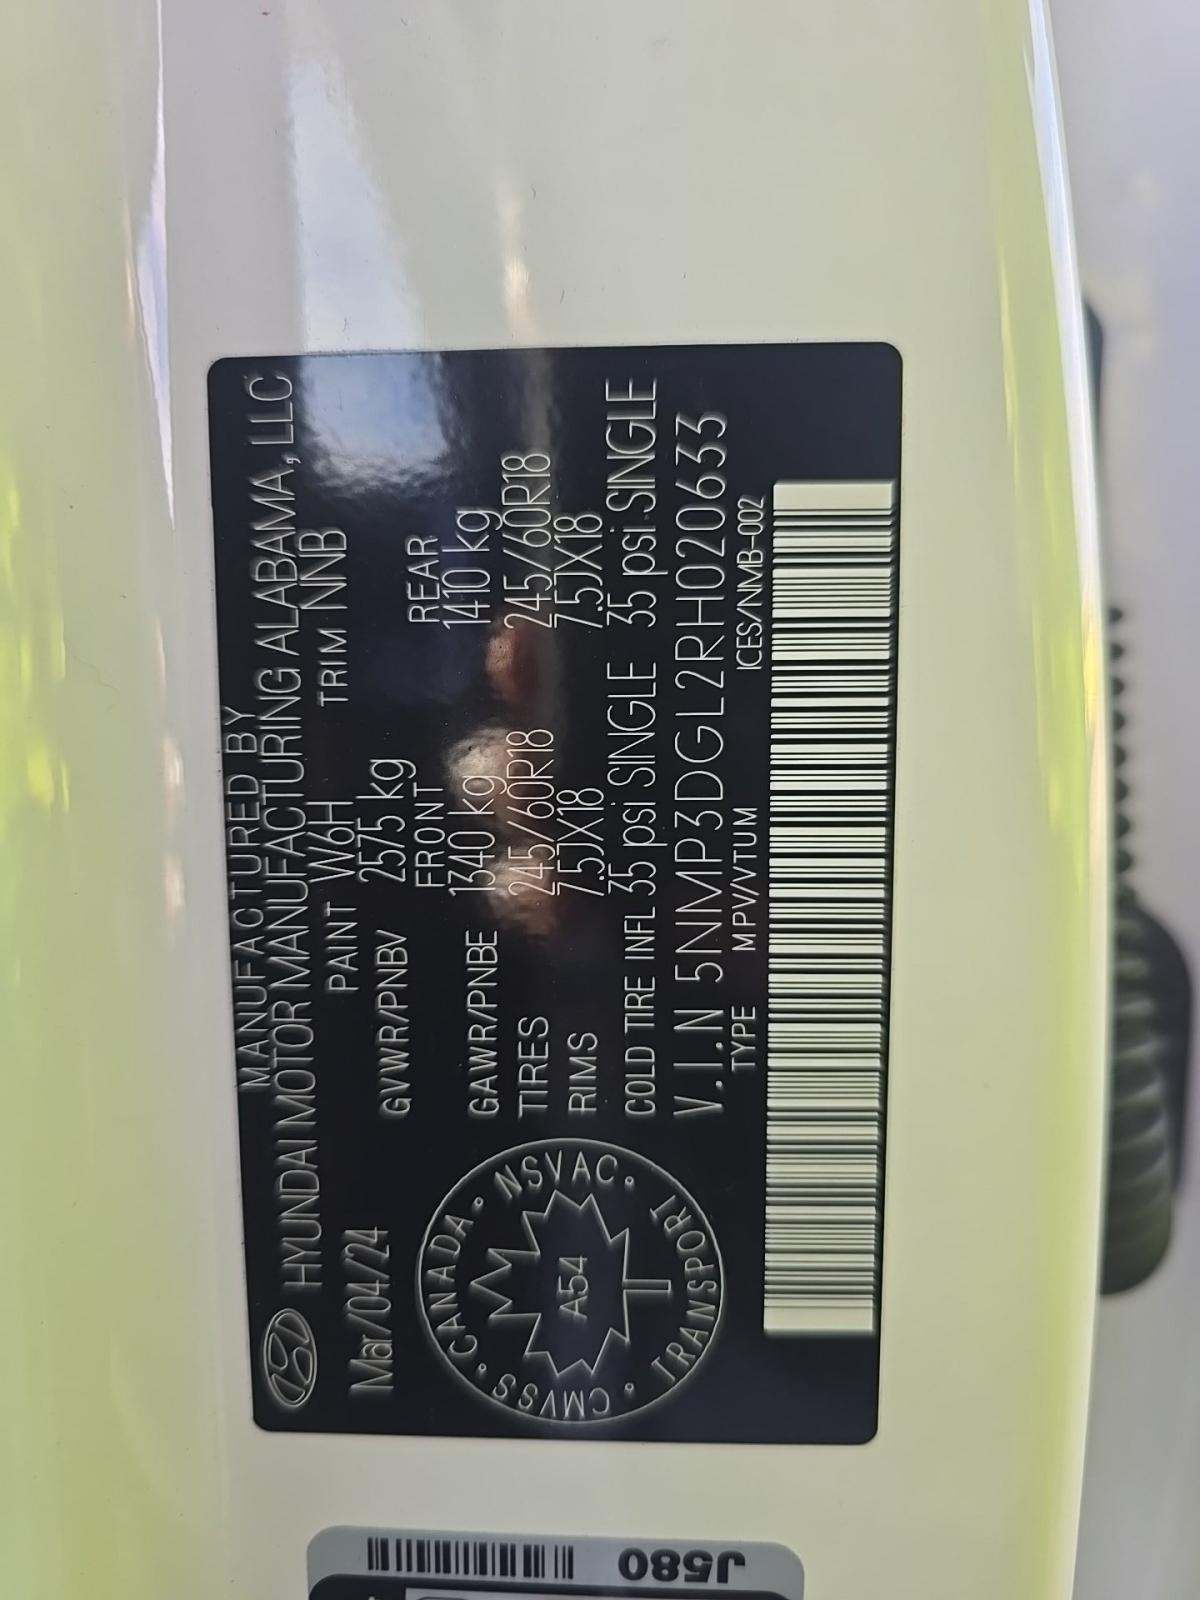 MANUFACTURED BY
HYUNDAI MOTOR MANUFACTURING ALABAMA, LLC
Mar/04/24 PAINT W6H TRIM NNB
GVWR/PNBV 2575 kg
FRONT REAR
GAWR/PNBE 1340 kg 1410 kg
TIRES 245/60R18 245/60R18
RIMS 7.5JX18 7.5JX18
COLD TIRE INFL 35 psi SINGLE 35 psi SINGLE
V.I.N 5NMP3DGL2RH020633
TYPE MPV/VTUM ICES/NMB-002
CMVSS · CANADA · NSVAC ·
A54
TRANSPORT
J580